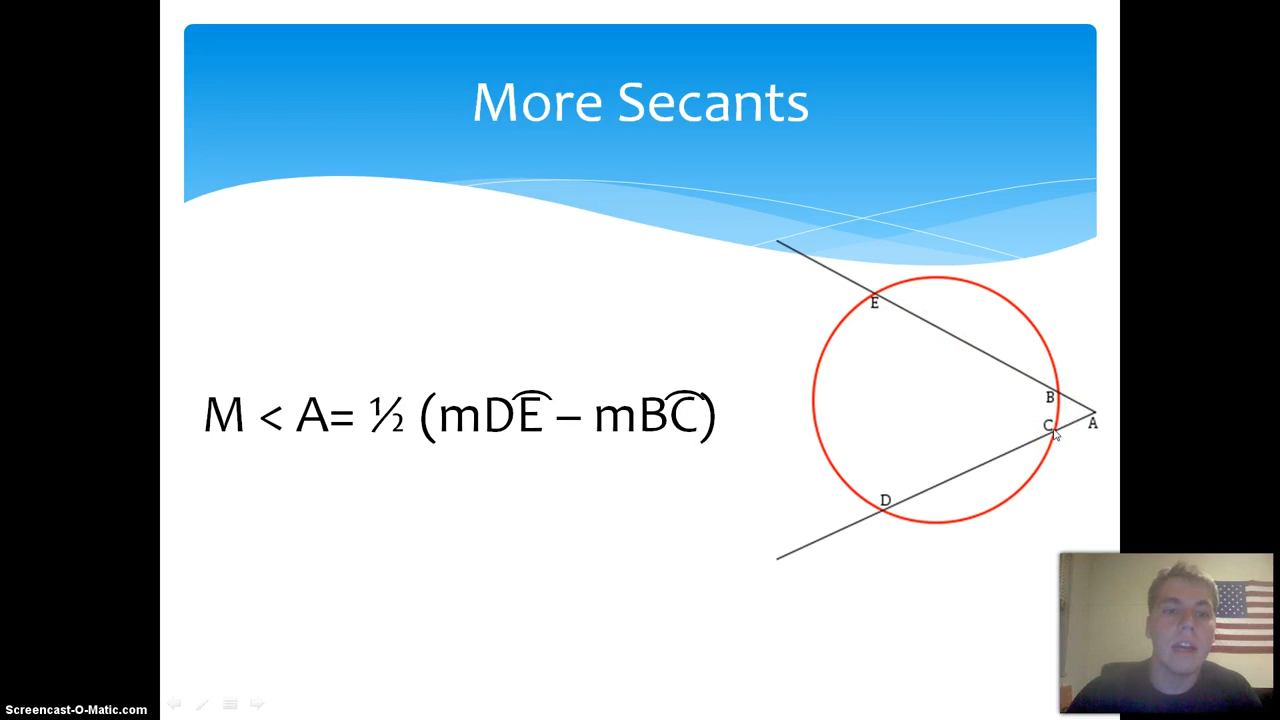 More Secants
M < A= ½ (mDE – mBC)
E
B
C
A
D
Screencast-O-Matic.com